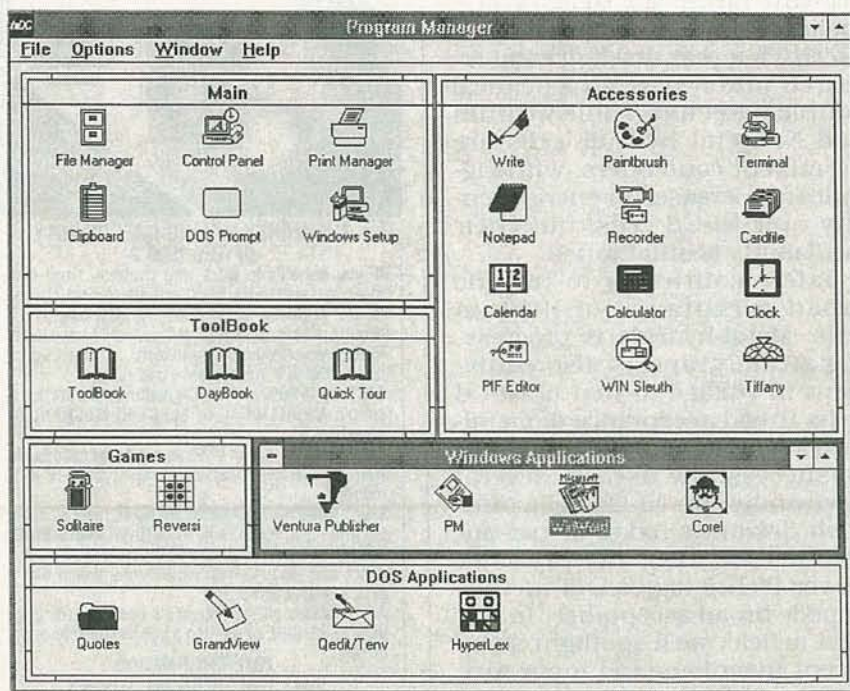 hDC Program Manager
File Options Window Help
Main
File Manager Control Panel Print Manager
Clipboard DOS Prompt Windows Setup
Accessories
Write Paintbrush Terminal
Notepad Recorder Cardfile
Calendar Calculator Clock
PIF Editor WIN Sleuth Tiffany
ToolBook
ToolBook DayBook Quick Tour
Games
Solitaire Reversi
Windows Applications
Ventura Publisher PM Microsoft WinWord Corel
DOS Applications
Quotes GrandView Qedit/Tenv HyperLex